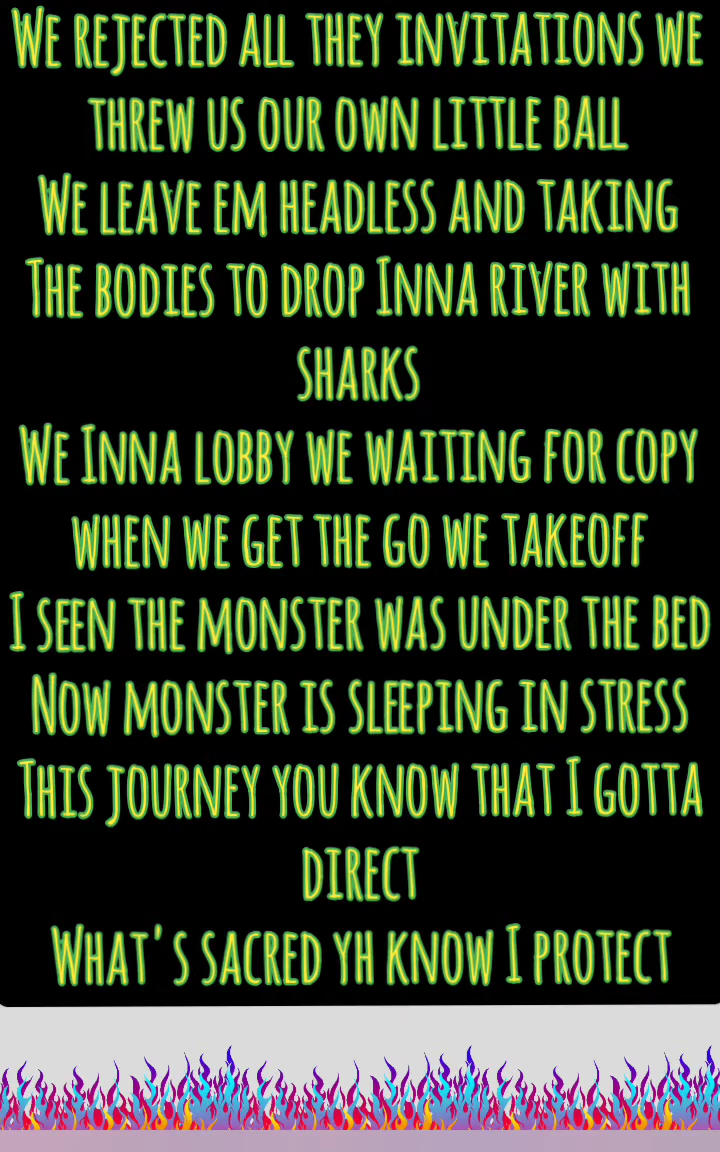 We rejected all they invitations we
threw us our own little ball
We leave em headless and taking
The bodies to drop Inna river with
sharks
We Inna lobby we waiting for copy
when we get the go we takeoff
I seen the monster was under the bed
Now monster is sleeping in stress
This journey you know that I gotta
direct
What's sacred yh know I protect